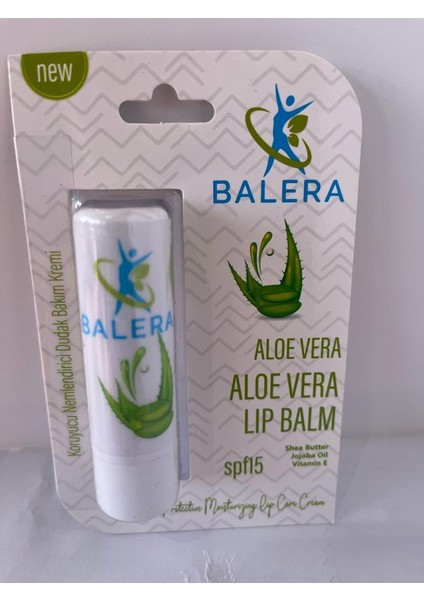 new
BALERA
Koruyucu Nemlendirici Dudak Bakım Kremi
BALERA
ALOE VERA
ALOE VERA
LIP BALM
Shea Butter
Jojoba Oil
Vitamin E
spf15
Protective Moisturizing Lip Care Cream